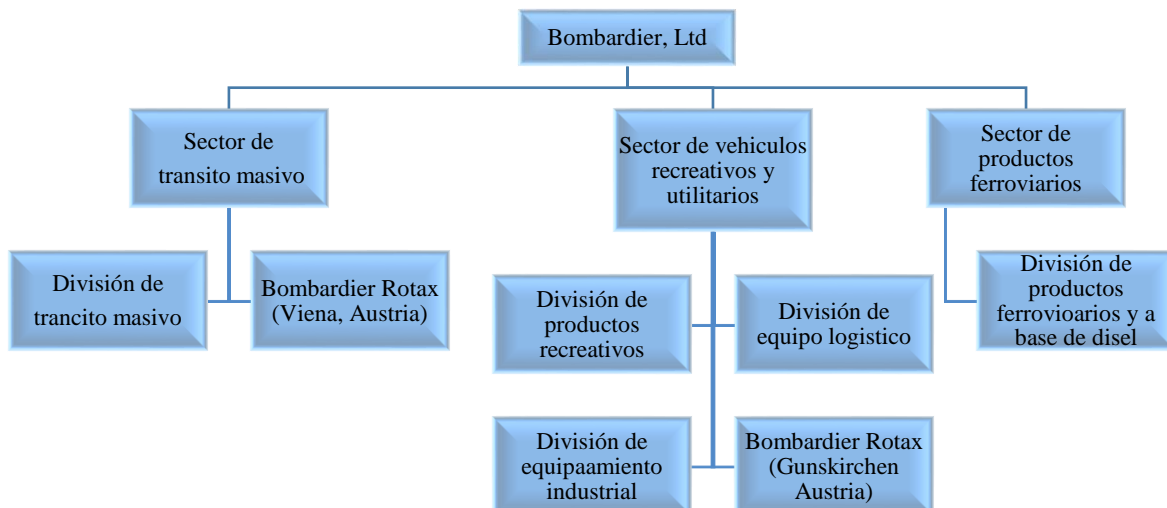 Bombardier, Ltd
Sector de
transito masivo
Sector de vehiculos
recreativos y
utilitarios
Sector de
productos
ferroviarios
División de
trancito masivo
Bombardier Rotax
(Viena, Austria)
División de
productos
recreativos
División de
equipo logistico
División de
productos
ferrovioarios y a
base de disel
División de
equipaamiento
industrial
Bombardier Rotax
(Gunskirchen
Austria)